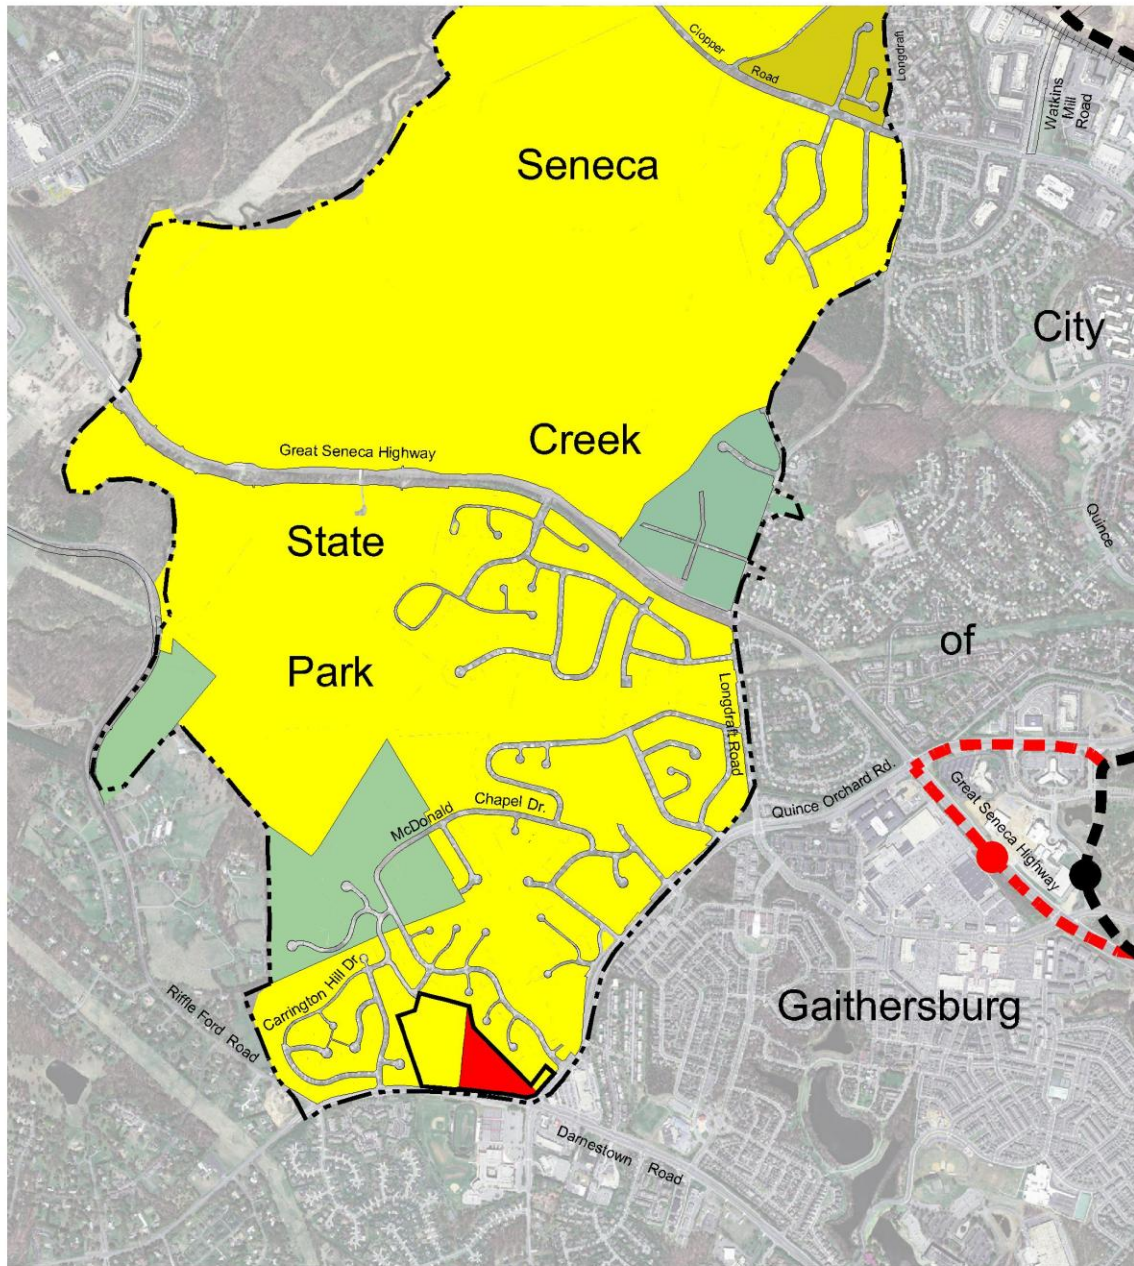 Clopper
Road
Longdraft
Watkins
Mill
Road
Seneca
City
Creek
Great Seneca Highway
Quince
State
of
Park
Longdraft Road
Quince Orchard Rd.
Great Seneca Highway
McDonald
Chapel Dr.
Carrington Hill Dr.
Riffle Ford Road
Gaithersburg
Darnestown Road